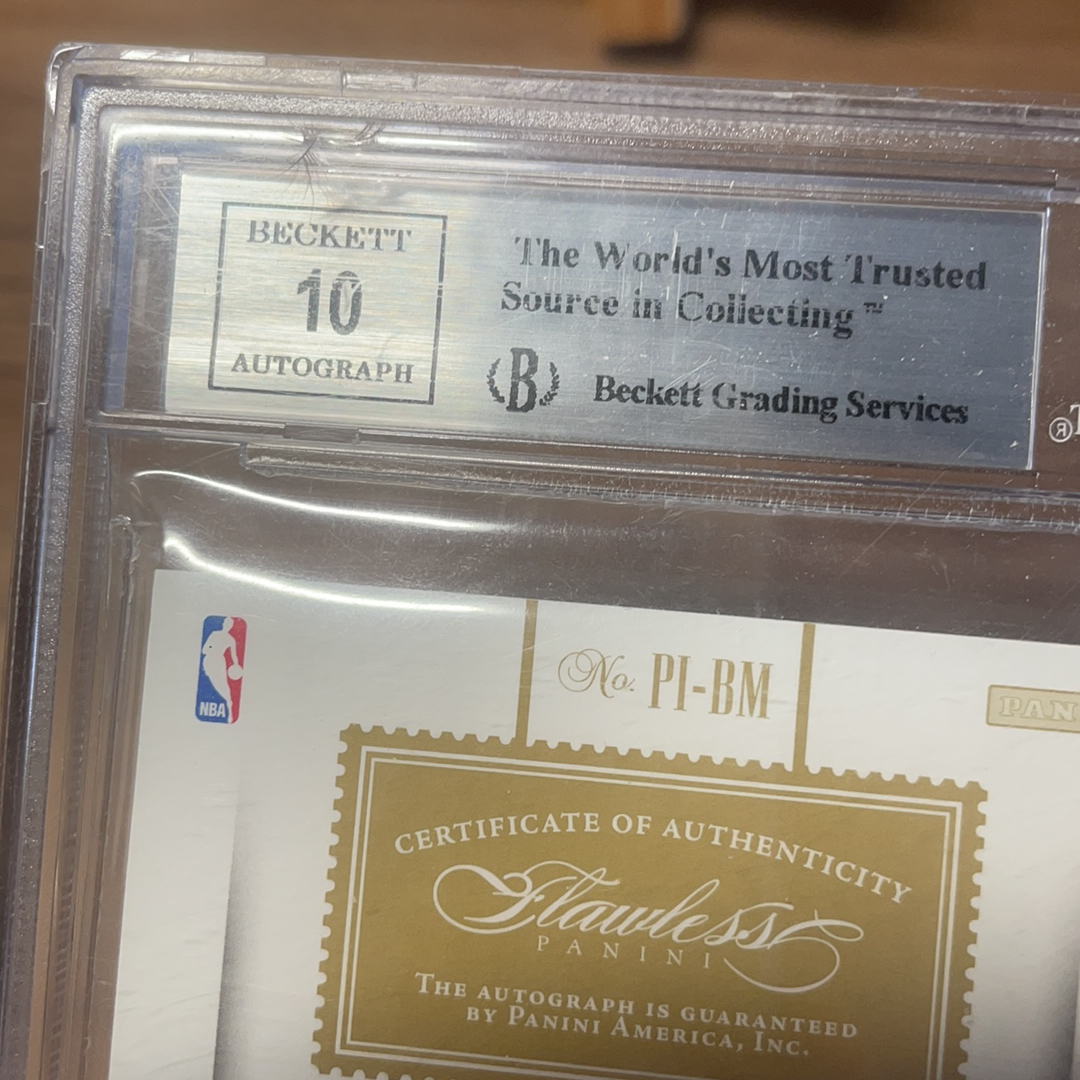 BECKETT
10
AUTOGRAPH
The World's Most Trusted
Source in Collecting™
B
Beckett Grading Services
®
NBA
No. PI-BM
PAN
CERTIFICATE OF AUTHENTICITY
Flawless
PANINI
THE AUTOGRAPH IS GUARANTEED
BY PANINI AMERICA, INC.